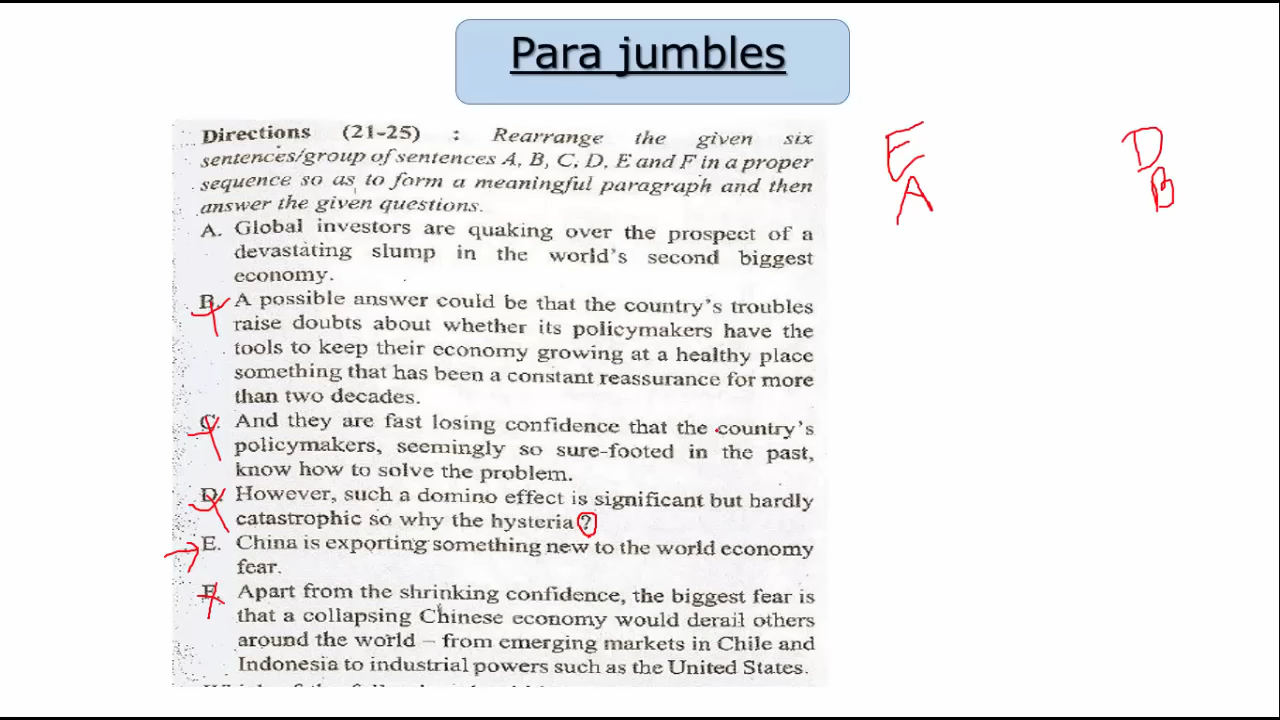 Para jumbles
Directions (21-25) : Rearrange the given six
sentences/group of sentences A, B, C, D, E and F in a proper
sequence so as to form a meaningful paragraph and then
answer the given questions.
A. Global investors are quaking over the prospect of a
devastating slump in the world's second biggest
economy.
B. A possible answer could be that the country's troubles
raise doubts about whether its policymakers have the
tools to keep their economy growing at a healthy place
something that has been a constant reassurance for more
than two decades.
C. And they are fast losing confidence that the country's
policymakers, seemingly so sure-footed in the past,
know how to solve the problem.
D. However, such a domino effect is significant but hardly
catastrophic so why the hysteria ?
E. China is exporting something new to the world economy
fear.
F. Apart from the shrinking confidence, the biggest fear is
that a collapsing Chinese economy would derail others
around the world – from emerging markets in Chile and
Indonesia to industrial powers such as the United States.
E
A
D
B